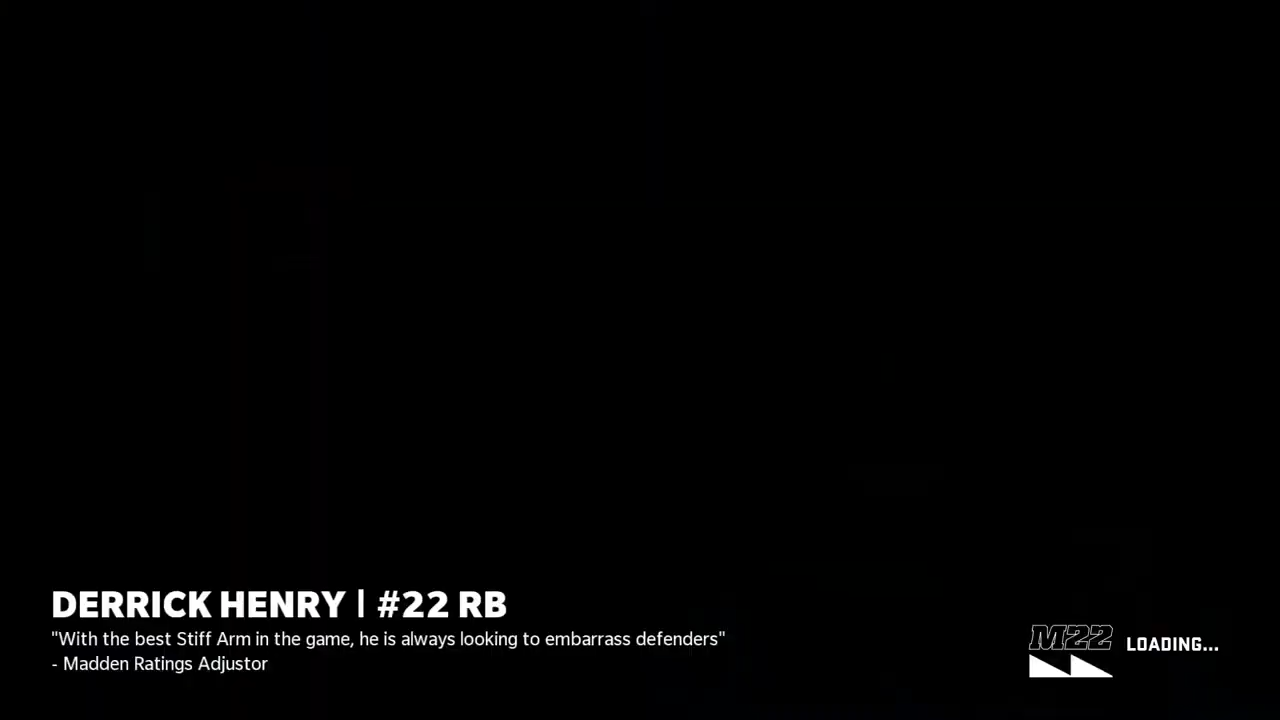 DERRICK HENRY | #22 RB
"With the best Stiff Arm in the game, he is always looking to embarrass defenders"
- Madden Ratings Adjustor
M22
LOADING...